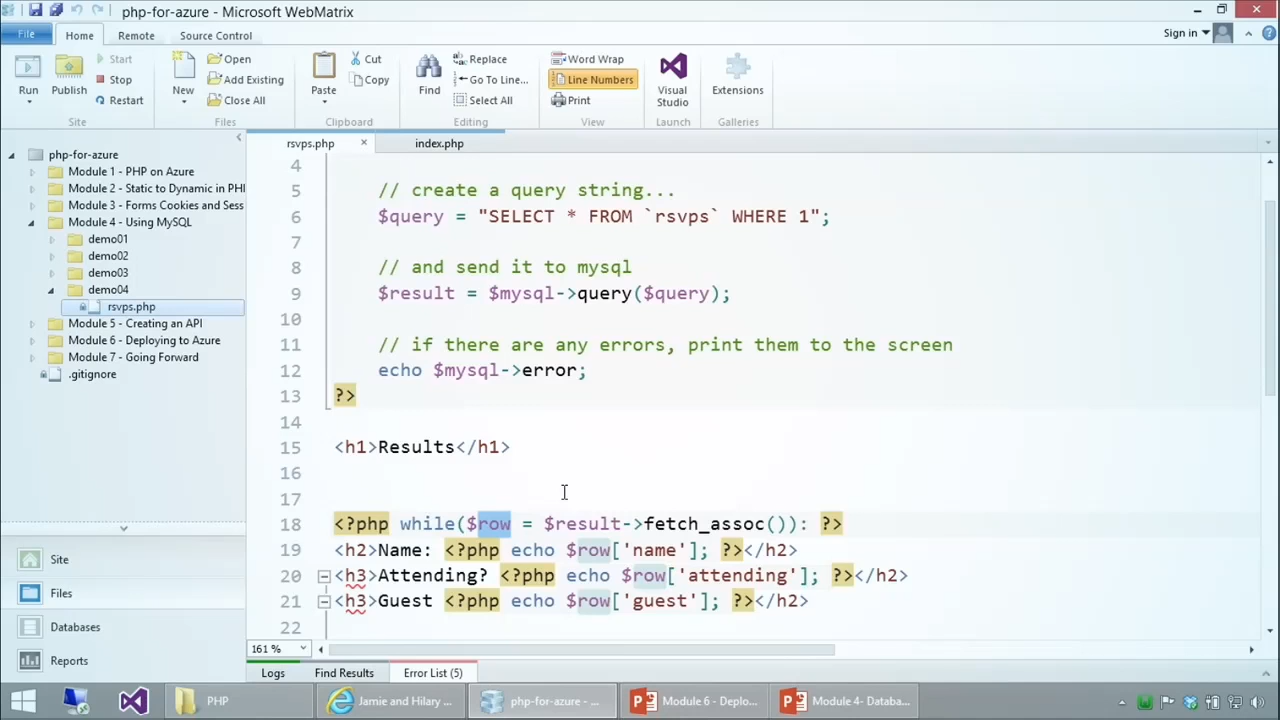 php-for-azure - Microsoft WebMatrix
File Home Remote Source Control Sign in
Run Publish Start Stop Restart
Site
New Open Add Existing Close All
Files
Paste Cut Copy
Clipboard
Find Replace Go To Line... Select All
Editing
Word Wrap Line Numbers Print
View
Visual Studio
Launch
Extensions
Galleries
php-for-azure
Module 1 - PHP on Azure
Module 2 - Static to Dynamic in PHI
Module 3 - Forms Cookies and Sess
Module 4 - Using MySQL
demo01
demo02
demo03
demo04
rsvps.php
Module 5 - Creating an API
Module 6 - Deploying to Azure
Module 7 - Going Forward
.gitignore
Site
Files
Databases
Reports
rsvps.php × index.php
4
5 // create a query string...
6 $query = "SELECT * FROM `rsvps` WHERE 1";
7
8 // and send it to mysql
9 $result = $mysql->query($query);
10
11 // if there are any errors, print them to the screen
12 echo $mysql->error;
13 ?>
14
15 <h1>Results</h1>
16
17
18 <?php while($row = $result->fetch_assoc()): ?>
19 <h2>Name: <?php echo $row['name']; ?></h2>
20 <h3>Attending? <?php echo $row['attending']; ?></h2>
21 <h3>Guest <?php echo $row['guest']; ?></h2>
22
161 %
Logs Find Results Error List (5)
PHP Jamie and Hilary ... php-for-azure - ... Module 6 - Deplo... Module 4- Databa...